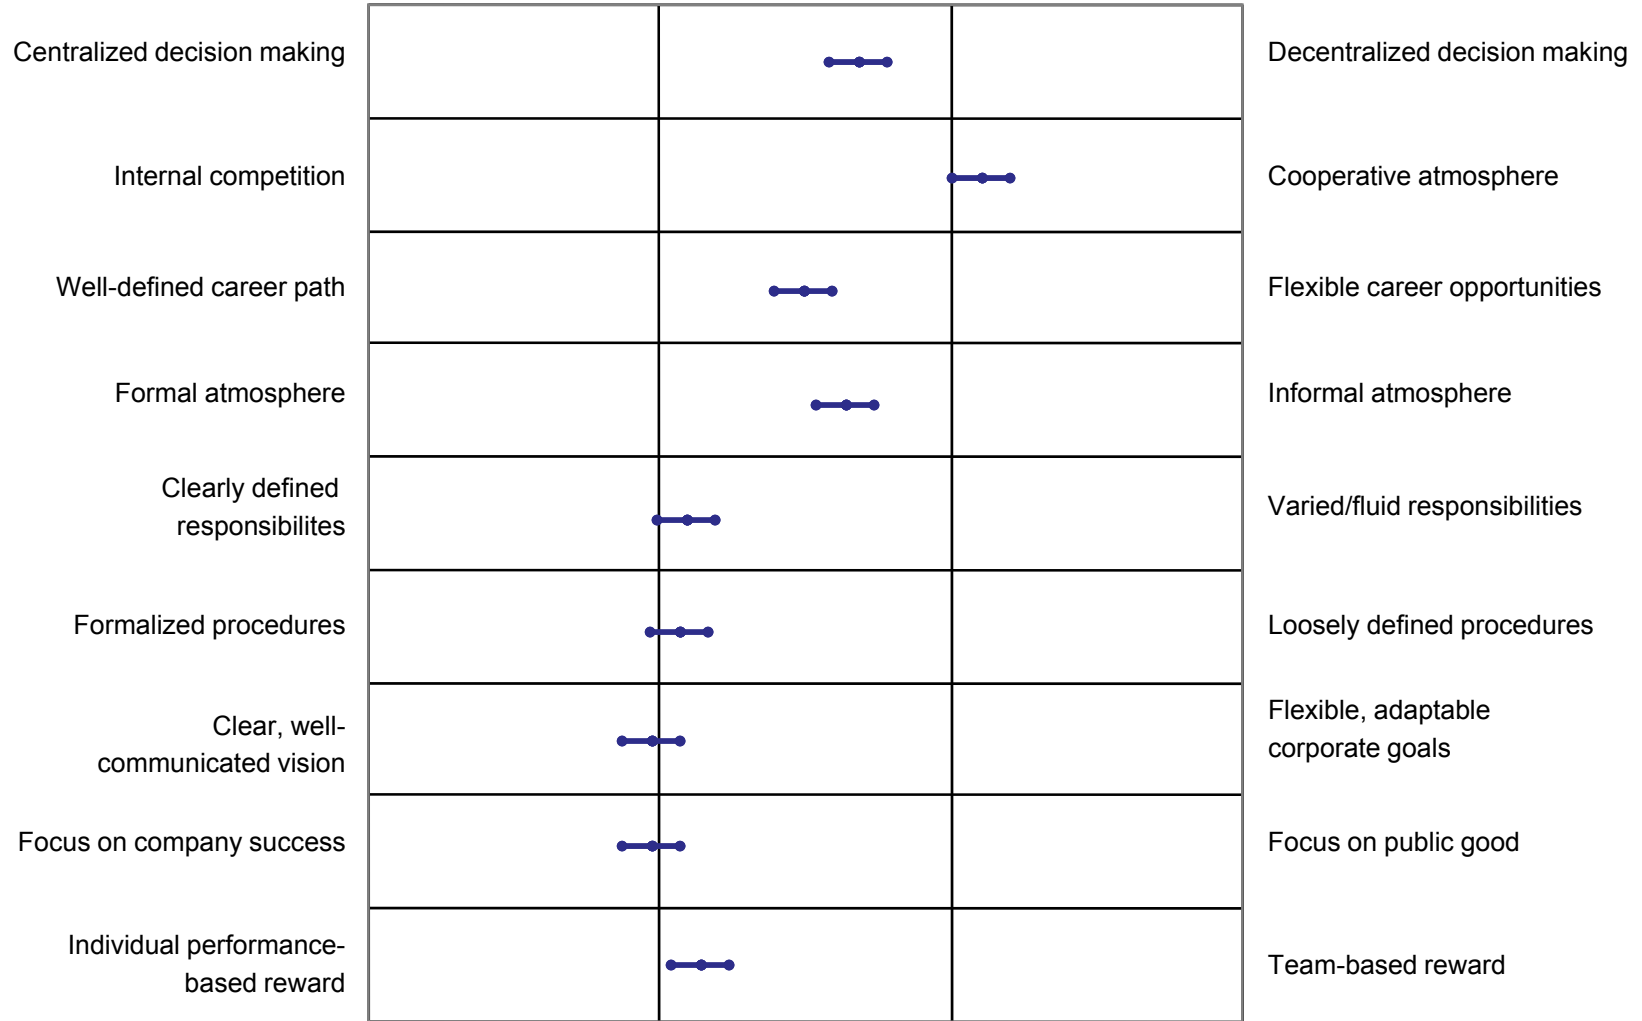 Centralized decision making
Decentralized decision making
Internal competition
Cooperative atmosphere
Well-defined career path
Flexible career opportunities
Formal atmosphere
Informal atmosphere
Clearly defined
responsibilites
Varied/fluid responsibilities
Formalized procedures
Loosely defined procedures
Clear, well-
communicated vision
Flexible, adaptable
corporate goals
Focus on company success
Focus on public good
Individual performance-
based reward
Team-based reward